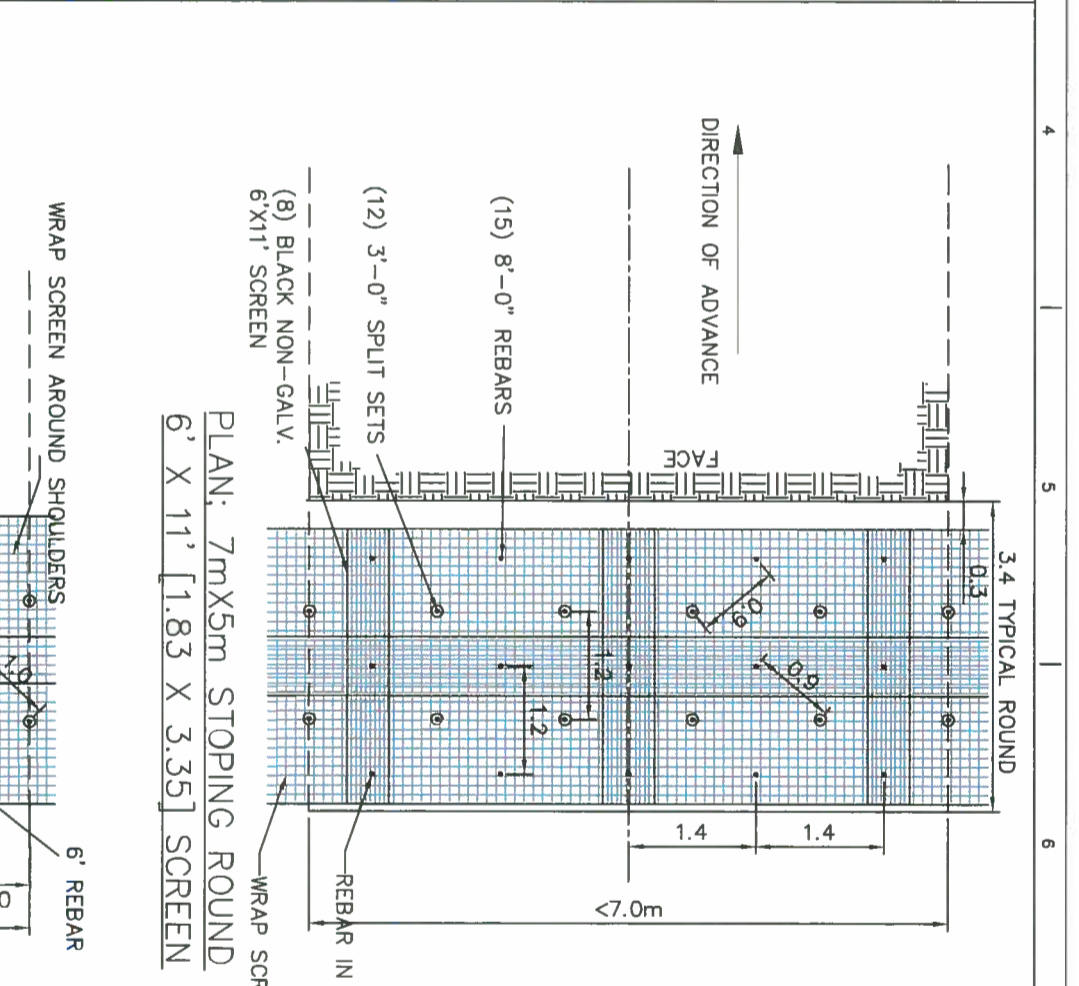 4
5
6
3.4 TYPICAL ROUND
0.3
DIRECTION OF ADVANCE
FACE
(15) 8'-0" REBARS
(12) 3'-0" SPLIT SETS
(8) BLACK NON-GALV.
6'X11' SCREEN
0.9
0.9
1.2
1.2
1.4
1.4
<7.0m
REBAR IN
WRAP SCR
PLAN; 7mX5m STOPING ROUND
6' X 11' [1.83 X 3.35] SCREEN
WRAP SCREEN AROUND SHOULDERS
1.0
6' REBAR